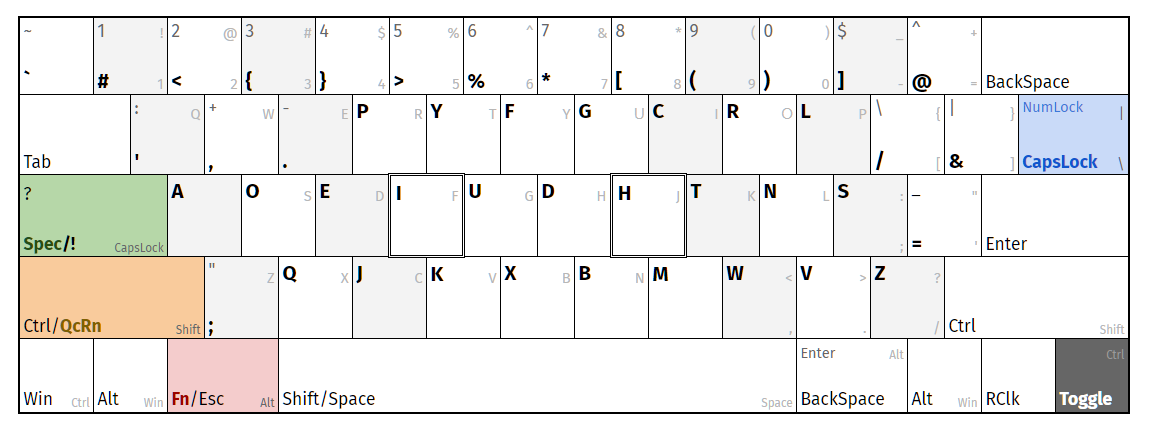 ~ 1 ! 2 @ 3 # 4 $ 5 % 6 ^ 7 & 8 * 9 ( 0 ) $ _ ^ +
` # 1 < 2 { 3 } 4 > 5 % 6 * 7 [ 8 ( 9 ) 0 ] - @ = BackSpace
: Q + W - E P R Y T F Y G U C I R O L P \ { | } NumLock |
Tab ' , . / [ & ] CapsLock \
? A O S E D I F U G D H H J T K N L S : – "
Spec/! CapsLock ; = ' Enter
" Z Q X J C K V X B B N M W < V > Z ?
Ctrl/QcRn Shift ; , . / Ctrl Shift
Enter Alt Ctrl
Win Ctrl Alt Win Fn/Esc Alt Shift/Space Space BackSpace Alt Win RClk Toggle